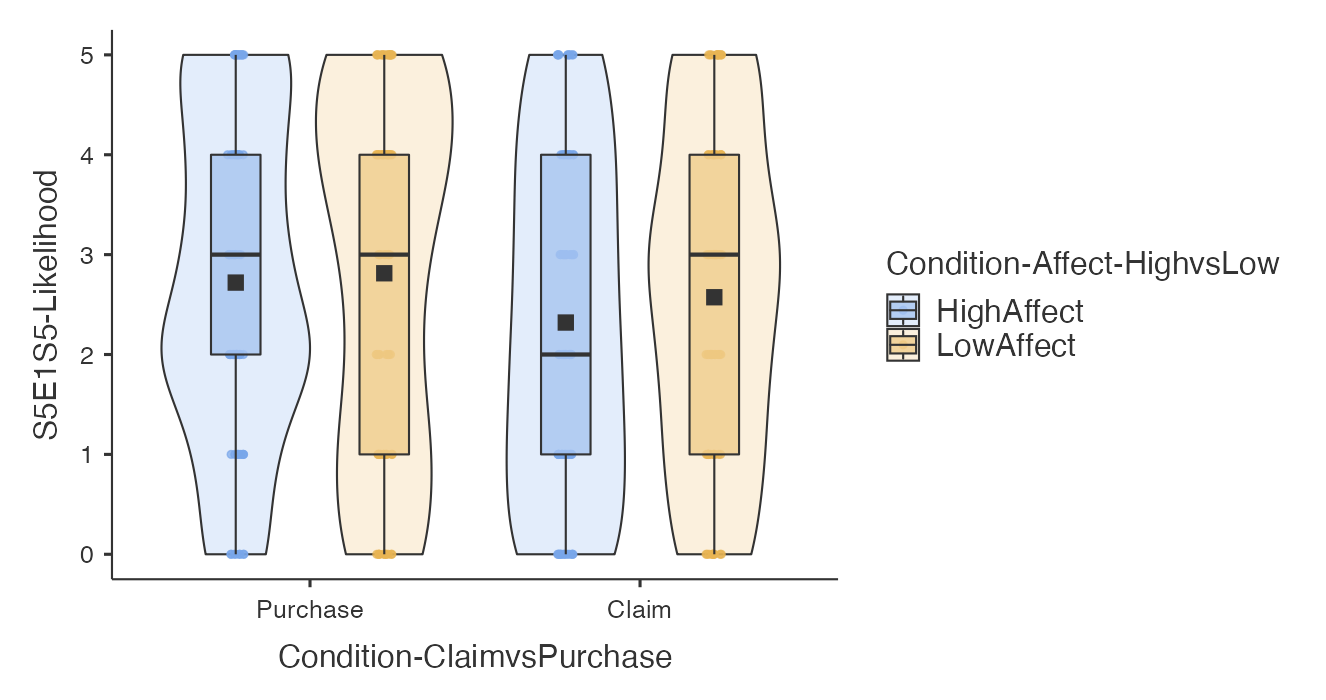 S5E1S5-Likelihood
5
4
3
2
1
0
Purchase
Claim
Condition-ClaimvsPurchase
Condition-Affect-HighvsLow
HighAffect
LowAffect